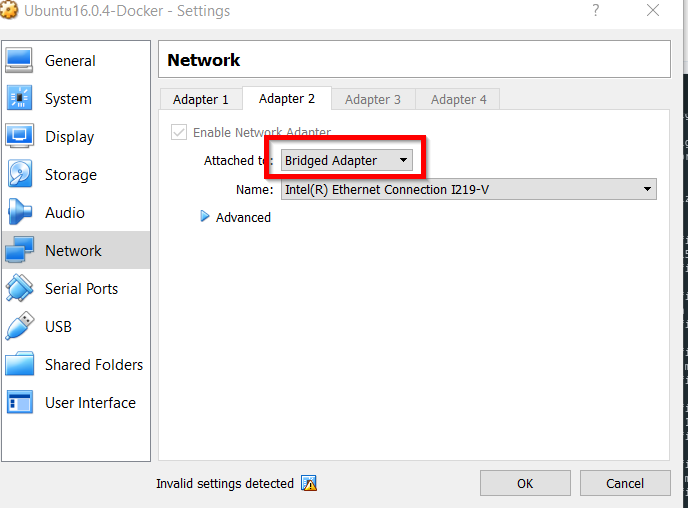 Ubuntu16.0.4-Docker - Settings
?
General
System
Display
Storage
Audio
Network
Serial Ports
USB
Shared Folders
User Interface
Network
Adapter 1 Adapter 2 Adapter 3 Adapter 4
Enable Network Adapter
Attached to: Bridged Adapter
Name: Intel(R) Ethernet Connection I219-V
Advanced
Invalid settings detected
OK Cancel